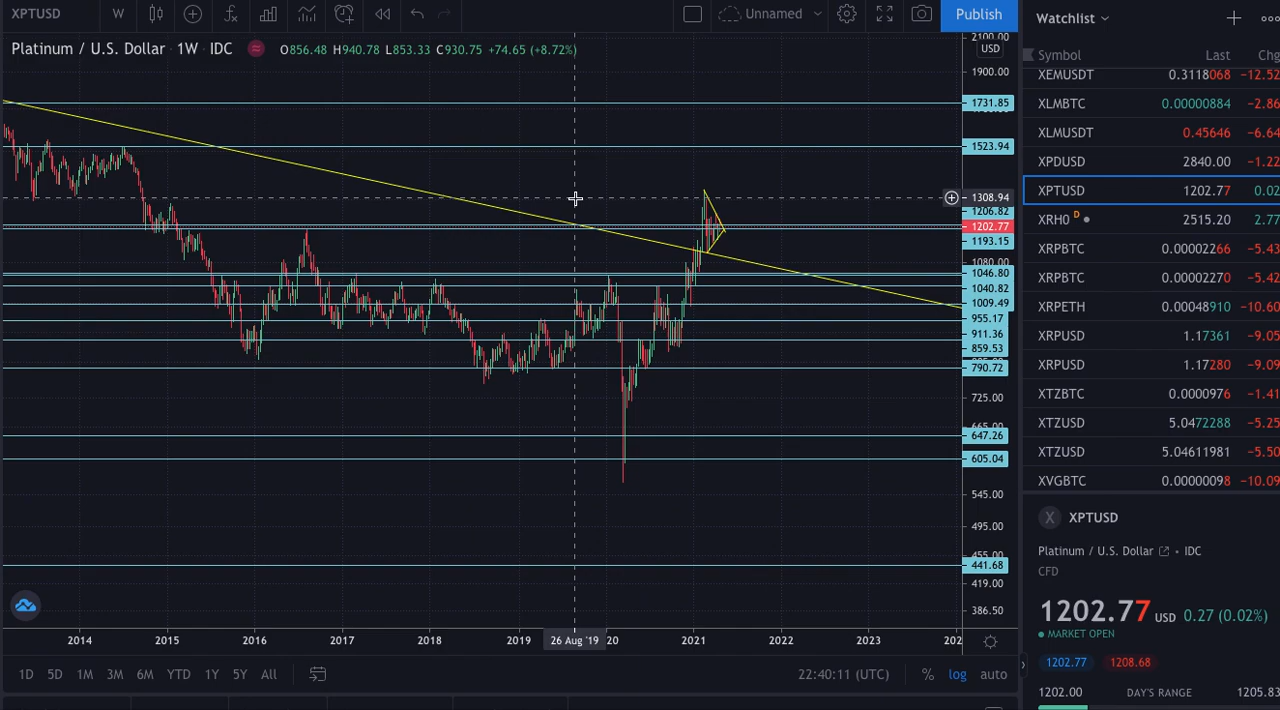 XPTUSD W Unnamed Publish
Platinum / U.S. Dollar 1W IDC O856.48 H940.78 L853.33 C930.75 +74.65 (+8.72%)
2100.00
USD
1900.00
1731.85
1523.94
1308.94
1206.82
1202.77
1193.15
1080.00
1046.80
1040.82
1009.49
955.17
911.36
859.53
790.72
725.00
665.00
647.26
605.04
545.00
495.00
455.00
441.68
419.00
386.50
2014 2015 2016 2017 2018 2019 26 Aug '19 20 2021 2022 2023 202
1D 5D 1M 3M 6M YTD 1Y 5Y All 22:40:11 (UTC) % log auto
Watchlist
Symbol Last Chg
XEMUSDT 0.3118068 −12.52
XLMBTC 0.00000884 −2.86
XLMUSDT 0.45646 −6.64
XPDUSD 2840.00 −1.22
XPTUSD 1202.77 0.02
XRH0 D 2515.20 2.77
XRPBTC 0.00002266 −5.43
XRPBTC 0.00002270 −5.42
XRPETH 0.00048910 −10.60
XRPUSD 1.17361 −9.05
XRPUSD 1.17280 −9.09
XTZBTC 0.0000976 −1.41
XTZUSD 5.04472288 −5.25
XTZUSD 5.04611981 −5.50
XVGBTC 0.00000098 −10.09
X XPTUSD
Platinum / U.S. Dollar • IDC
CFD
1202.77 USD 0.27 (0.02%)
MARKET OPEN
1202.77 1208.68
1202.00 DAY'S RANGE 1205.83